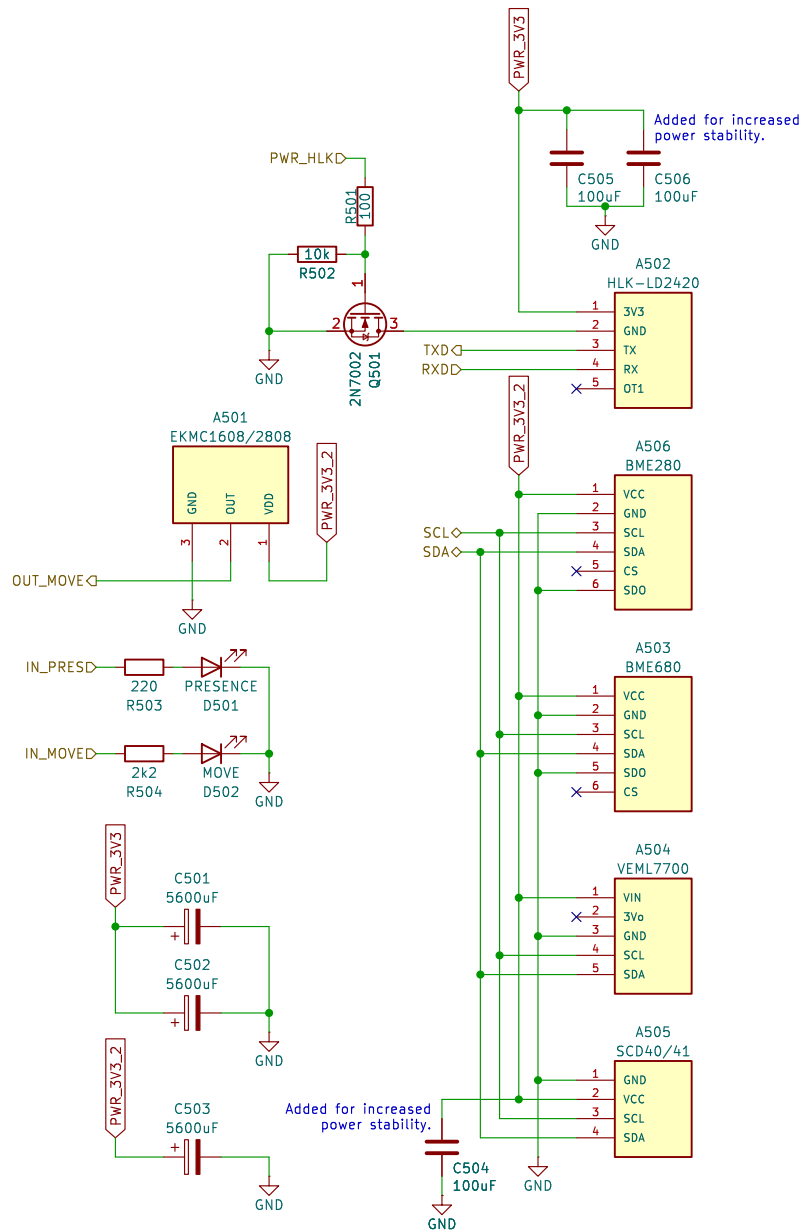 PWR_3V3
Added for increased
power stability.
C505
100uF
C506
100uF
GND
PWR_HLK
R501
100
10k
R502
1
2
3
2N7002
Q501
GND
A502
HLK-LD2420
1 3V3
2 GND
3 TX
4 RX
5 OT1
TXD
RXD
PWR_3V3_2
A501
EKMC1608/2808
GND
OUT
VDD
3
2
1
PWR_3V3_2
OUT_MOVE
GND
A506
BME280
1 VCC
2 GND
3 SCL
4 SDA
5 CS
6 SDO
SCL
SDA
IN_PRES
220
R503
PRESENCE
D501
IN_MOVE
2k2
R504
MOVE
D502
GND
A503
BME680
1 VCC
2 GND
3 SCL
4 SDA
5 SDO
6 CS
PWR_3V3
C501
5600uF
+
C502
5600uF
+
GND
A504
VEML7700
1 VIN
2 3Vo
3 GND
4 SCL
5 SDA
PWR_3V3_2
C503
5600uF
+
GND
A505
SCD40/41
1 GND
2 VCC
3 SCL
4 SDA
Added for increased
power stability.
C504
100uF
GND
GND